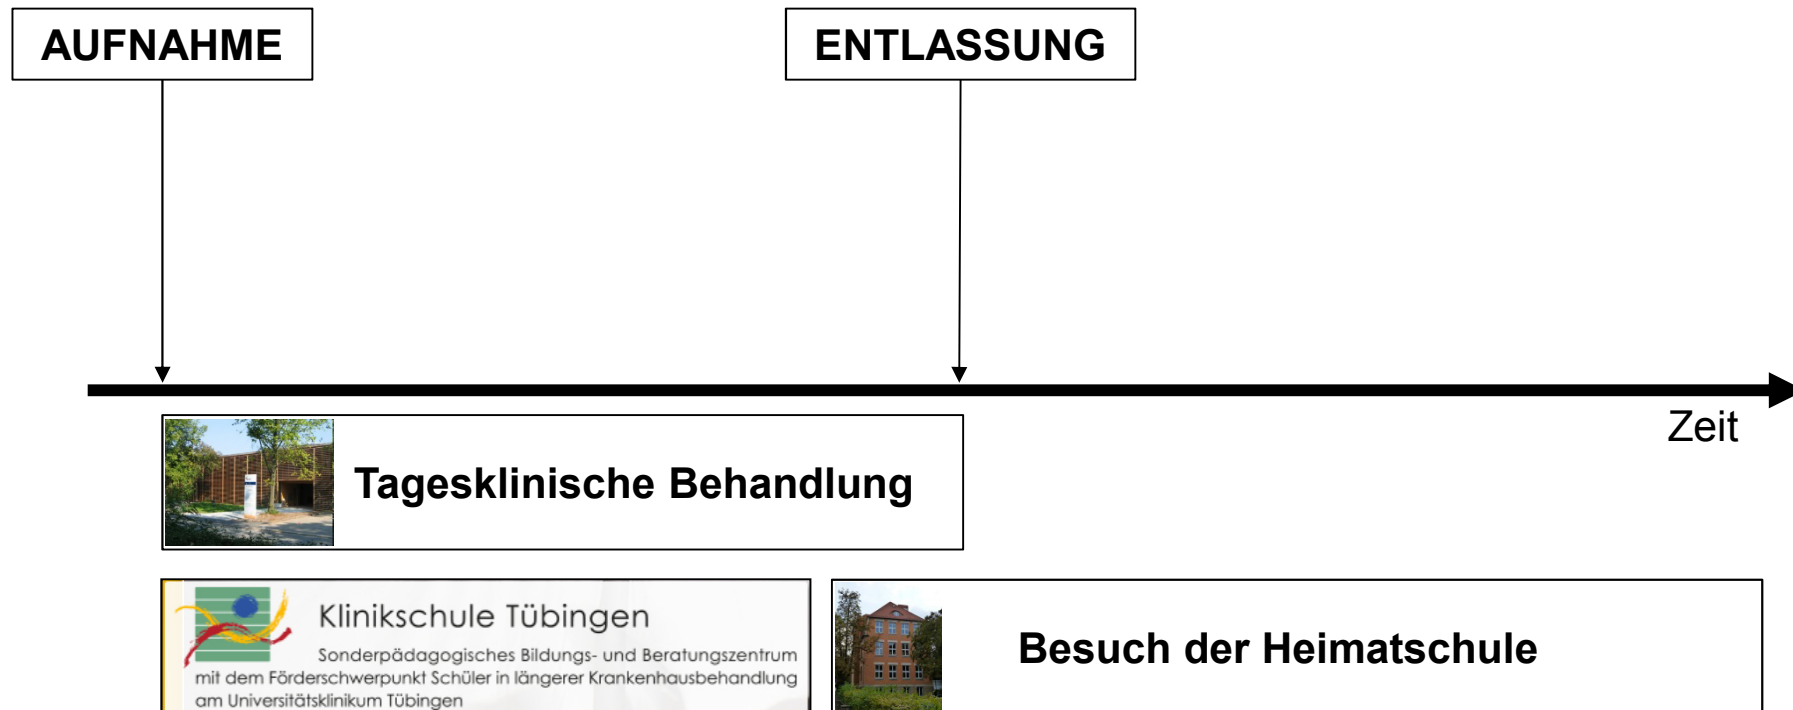 AUFNAHME
ENTLASSUNG
Zeit
Tagesklinische Behandlung
Klinikschule Tübingen
Sonderpädagogisches Bildungs- und Beratungszentrum
mit dem Förderschwerpunkt Schüler in längerer Krankenhausbehandlung
am Universitätsklinikum Tübingen
Besuch der Heimatschule